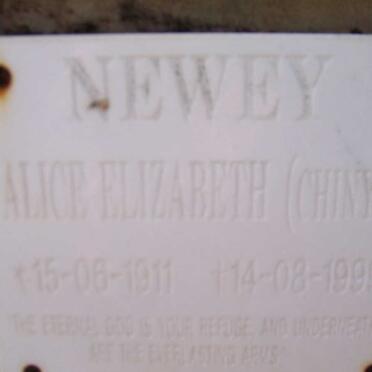 NEWEY
ALICE ELIZABETH (CHINY
*15-06-1911 †14-08-199
THE ETERNAL GOD IS YOUR REFUGE, AND UNDERNEATH
ARE THE EVERLASTING ARMS.